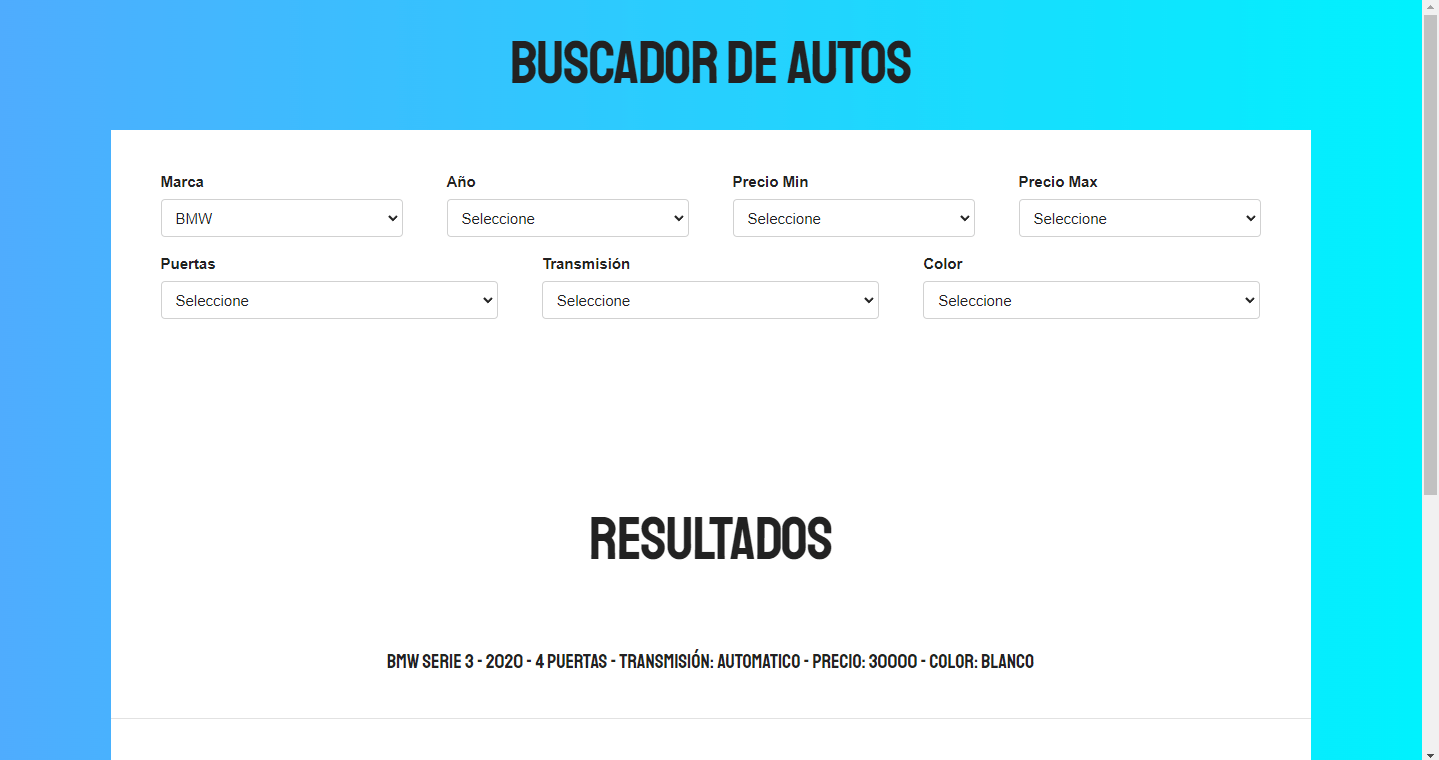 BUSCADOR DE AUTOS
Marca Año Precio Min Precio Max
BMW Seleccione Seleccione Seleccione
Puertas Transmisión Color
Seleccione Seleccione Seleccione
RESULTADOS
BMW SERIE 3 - 2020 - 4 PUERTAS - TRANSMISIÓN: AUTOMATICO - PRECIO: 30000 - COLOR: BLANCO